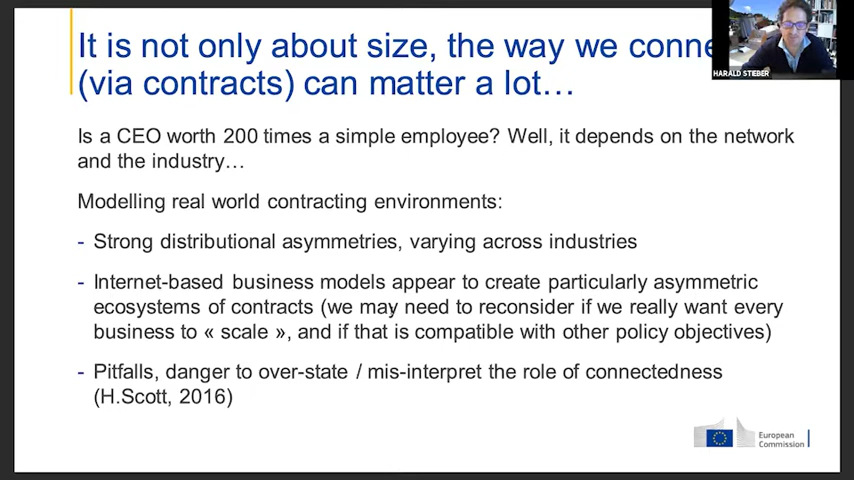 It is not only about size, the way we conne
(via contracts) can matter a lot…
HARALD STIEBER
Is a CEO worth 200 times a simple employee? Well, it depends on the network
and the industry…
Modelling real world contracting environments:
- Strong distributional asymmetries, varying across industries
- Internet-based business models appear to create particularly asymmetric
ecosystems of contracts (we may need to reconsider if we really want every
business to « scale », and if that is compatible with other policy objectives)
- Pitfalls, danger to over-state / mis-interpret the role of connectedness
(H.Scott, 2016)
European
Commission